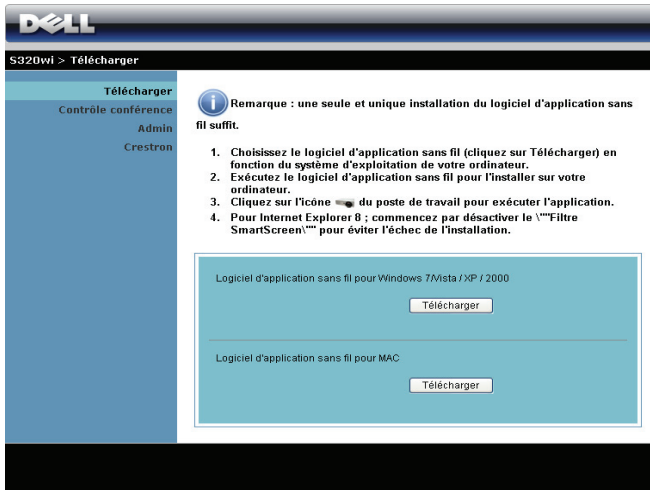 DELL
S320wi > Télécharger
Télécharger
Contrôle conférence
Admin
Crestron
Remarque : une seule et unique installation du logiciel d'application sans
fil suffit.
1. Choisissez le logiciel d'application sans fil (cliquez sur Télécharger) en
fonction du système d'exploitation de votre ordinateur.
2. Exécutez le logiciel d'application sans fil pour l'installer sur votre
ordinateur.
3. Cliquez sur l'icône du poste de travail pour exécuter l'application.
4. Pour Internet Explorer 8 ; commencez par désactiver le \""Filtre
SmartScreen\"" pour éviter l'échec de l'installation.
Logiciel d'application sans fil pour Windows 7/Vista / XP / 2000
Télécharger
Logiciel d'application sans fil pour MAC
Télécharger